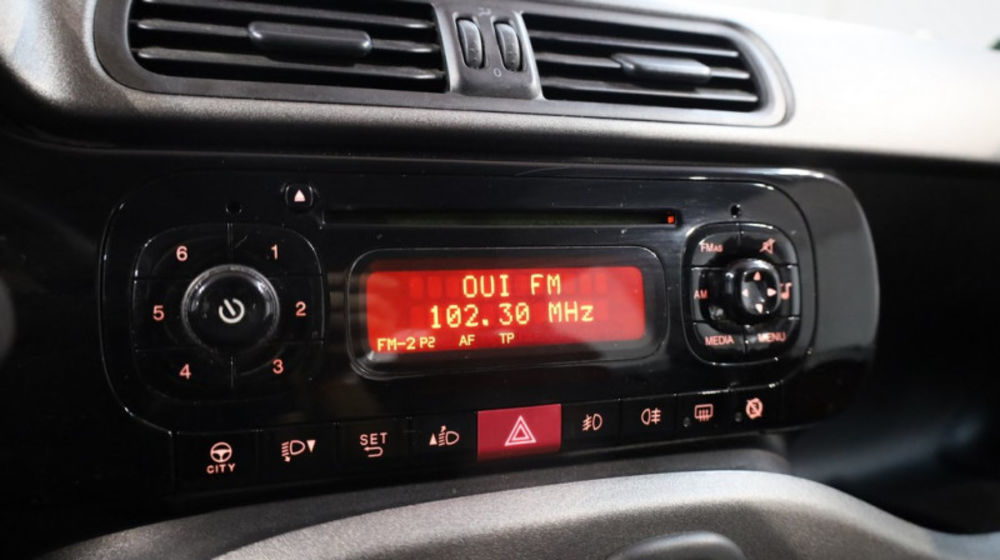 0
6
1
5
2
4
3
OUI FM
102.30 MHz
FM-2 P2 AF TP
FMAS
AM
MEDIA
MENU
CITY
SET